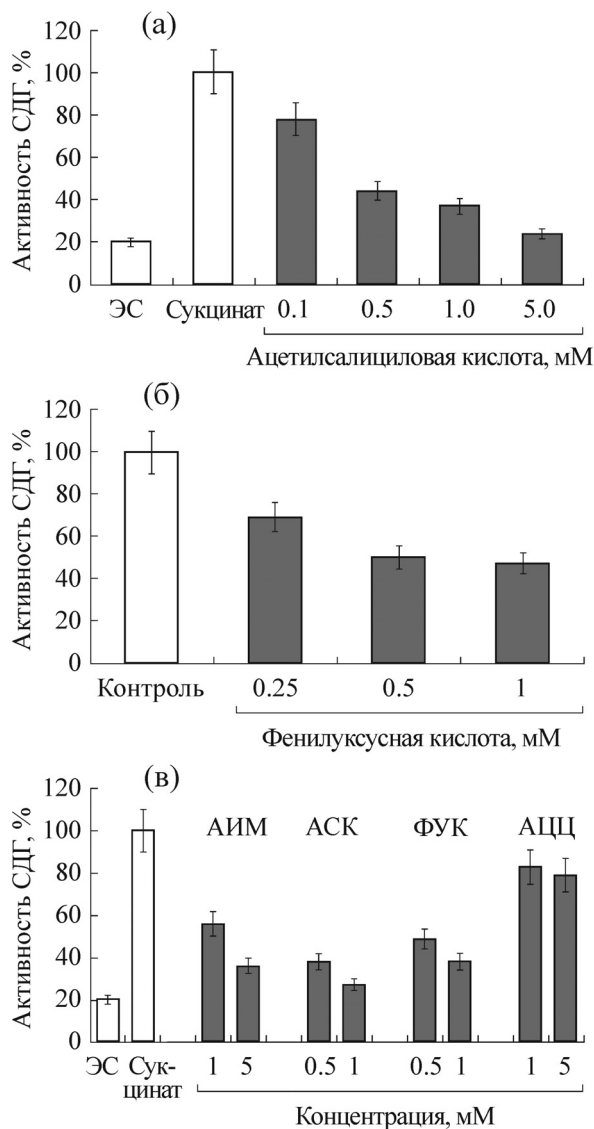 (а)
Активность СДГ, %
120
100
80
60
40
20
0
ЭС Сукцинат 0.1 0.5 1.0 5.0
Ацетилсалициловая кислота, мМ
(б)
Активность СДГ, %
120
100
80
60
40
20
0
Контроль 0.25 0.5 1
Фенилуксусная кислота, мМ
(в)
Активность СДГ, %
120
100
80
60
40
20
0
АИМ АСК ФУК АЦЦ
ЭС Сук- 1 5 0.5 1 0.5 1 1 5
цинат
Концентрация, мМ